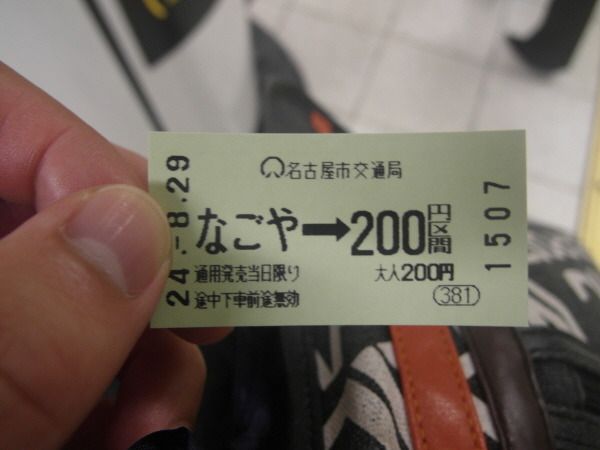 名古屋市交通局
24.-8.29
なごや→200円区間
通用発売当日限り
大人200円
途中下車前途無効
381
1507